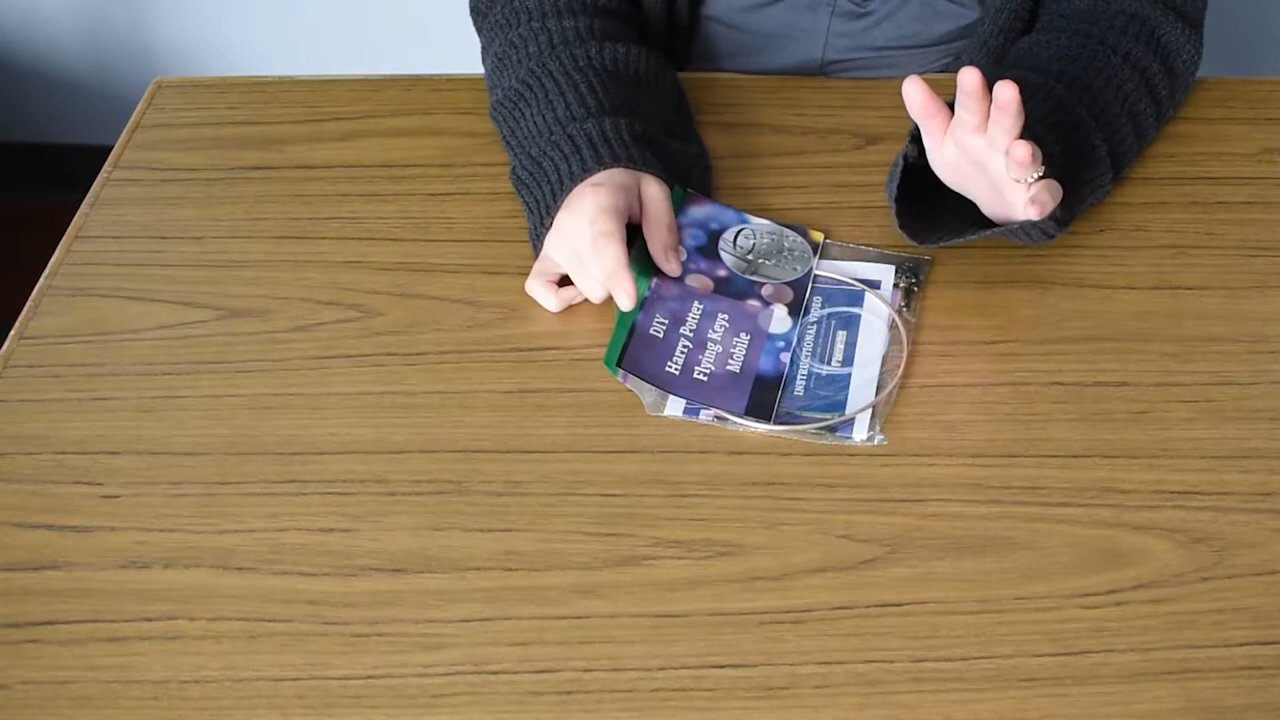 DIY
Harry Potter
Flying Keys
Mobile
INSTRUCTIONAL VIDEO